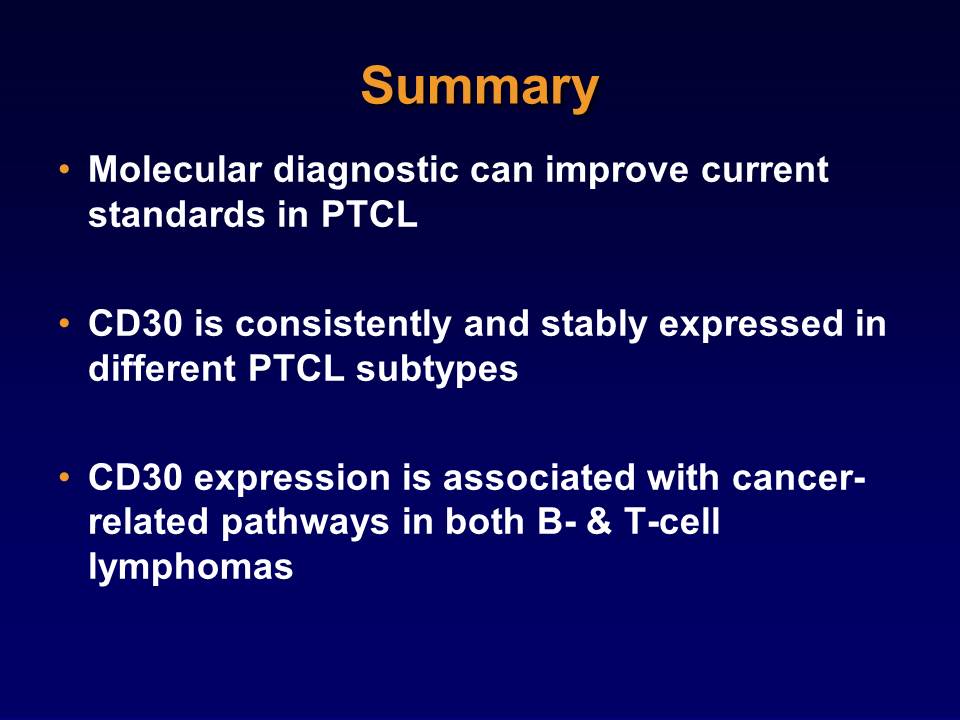 Summary
• Molecular diagnostic can improve current
standards in PTCL
• CD30 is consistently and stably expressed in
different PTCL subtypes
• CD30 expression is associated with cancer-
related pathways in both B- & T-cell
lymphomas